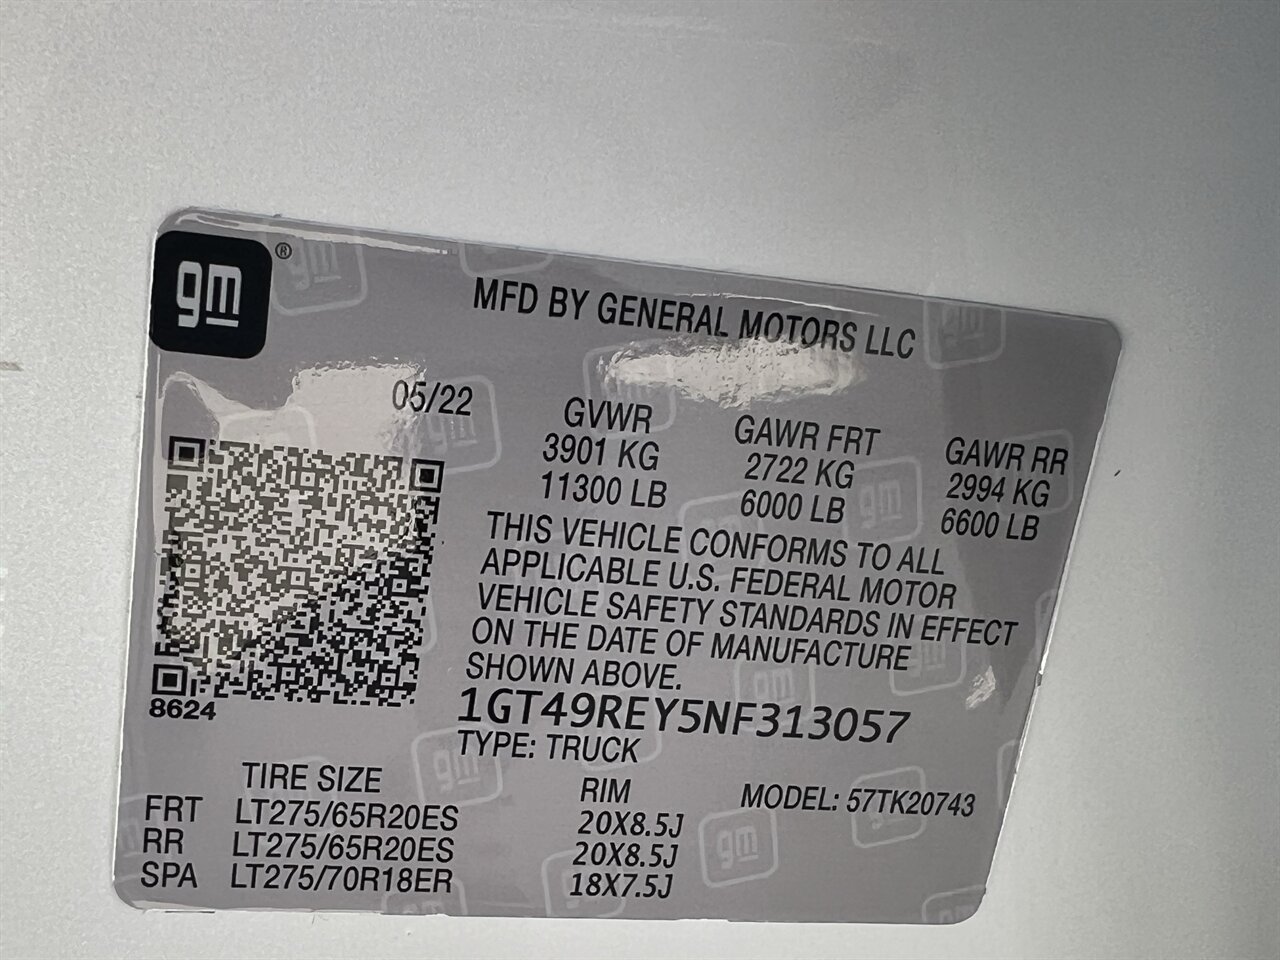 gm ®
MFD BY GENERAL MOTORS LLC
05/22
GVWR GAWR FRT GAWR RR
3901 KG 2722 KG 2994 KG
11300 LB 6000 LB 6600 LB
THIS VEHICLE CONFORMS TO ALL
APPLICABLE U.S. FEDERAL MOTOR
VEHICLE SAFETY STANDARDS IN EFFECT
ON THE DATE OF MANUFACTURE
SHOWN ABOVE.
8624
1GT49REY5NF313057
TYPE: TRUCK
TIRE SIZE RIM MODEL: 57TK20743
FRT LT275/65R20ES 20X8.5J
RR LT275/65R20ES 20X8.5J
SPA LT275/70R18ER 18X7.5J